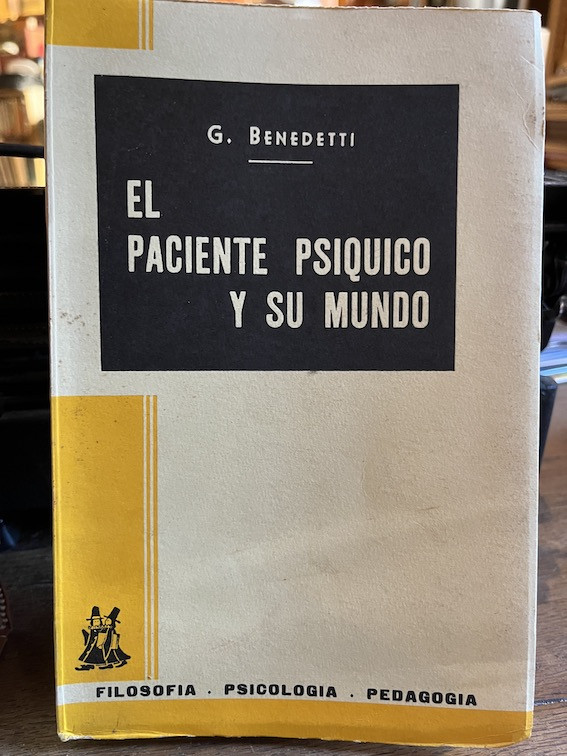 G. BENEDETTI
EL
PACIENTE PSIQUICO
Y SU MUNDO
FILOSOFIA . PSICOLOGIA . PEDAGOGIA